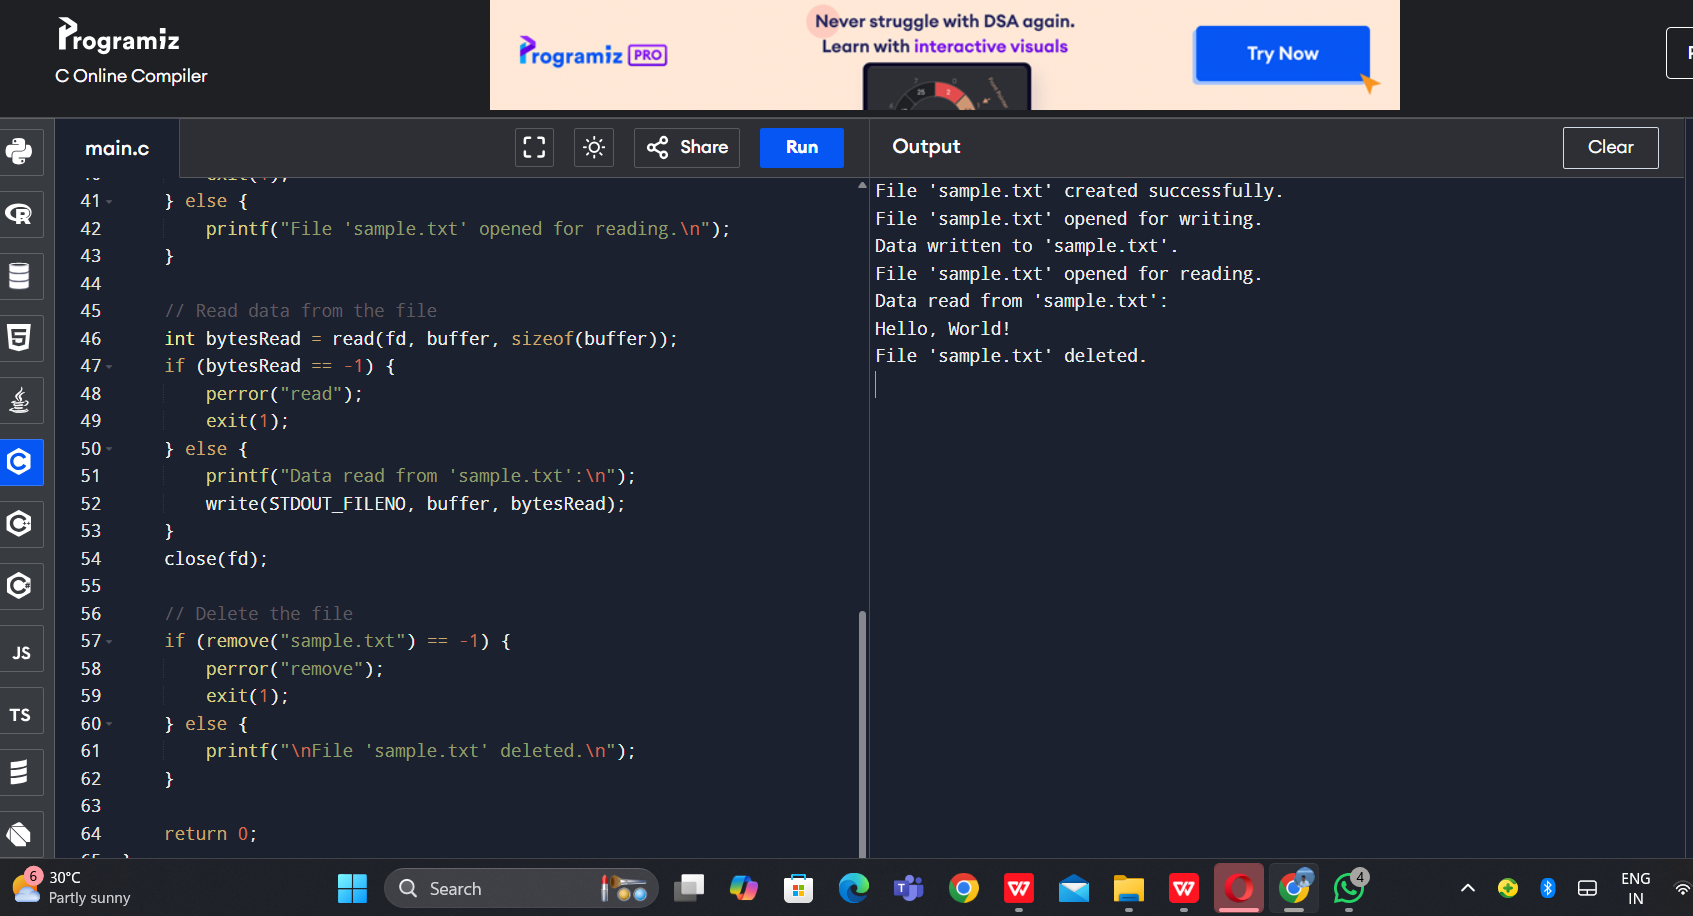 Programiz
C Online Compiler
Programiz PRO
Never struggle with DSA again.
Learn with interactive visuals
Try Now
main.c
Share
Run
Output
Clear
41 } else {
42 printf("File 'sample.txt' opened for reading.\n");
43 }
44
45 // Read data from the file
46 int bytesRead = read(fd, buffer, sizeof(buffer));
47 if (bytesRead == -1) {
48 perror("read");
49 exit(1);
50 } else {
51 printf("Data read from 'sample.txt':\n");
52 write(STDOUT_FILENO, buffer, bytesRead);
53 }
54 close(fd);
55
56 // Delete the file
57 if (remove("sample.txt") == -1) {
58 perror("remove");
59 exit(1);
60 } else {
61 printf("\nFile 'sample.txt' deleted.\n");
62 }
63
64 return 0;
File 'sample.txt' created successfully.
File 'sample.txt' opened for writing.
Data written to 'sample.txt'.
File 'sample.txt' opened for reading.
Data read from 'sample.txt':
Hello, World!
File 'sample.txt' deleted.
JS
TS
6
30°C
Partly sunny
Search
4
ENG
IN